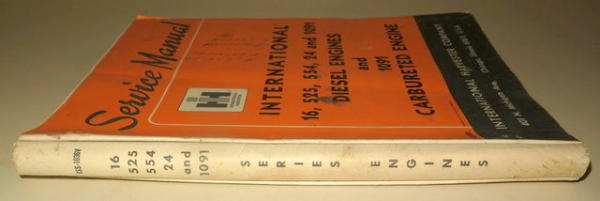 Service Manual
IH
INTERNATIONAL
16, 525, 554, 24 and 1091
DIESEL ENGINES
and
1091
CARBURETED ENGINE
INTERNATIONAL HARVESTER COMPANY
16
525
554
24
and
1091
SERIES ENGINES